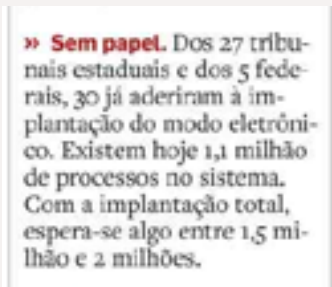 » Sem papel. Dos 27 tribu-
nais estaduais e dos 5 fede-
rais, 30 já aderiram à im-
plantação do modo eletrôni-
co. Existem hoje 1,1 milhão
de processos no sistema.
Com a implantação total,
espera-se algo entre 1,5 mi-
lhão e 2 milhões.